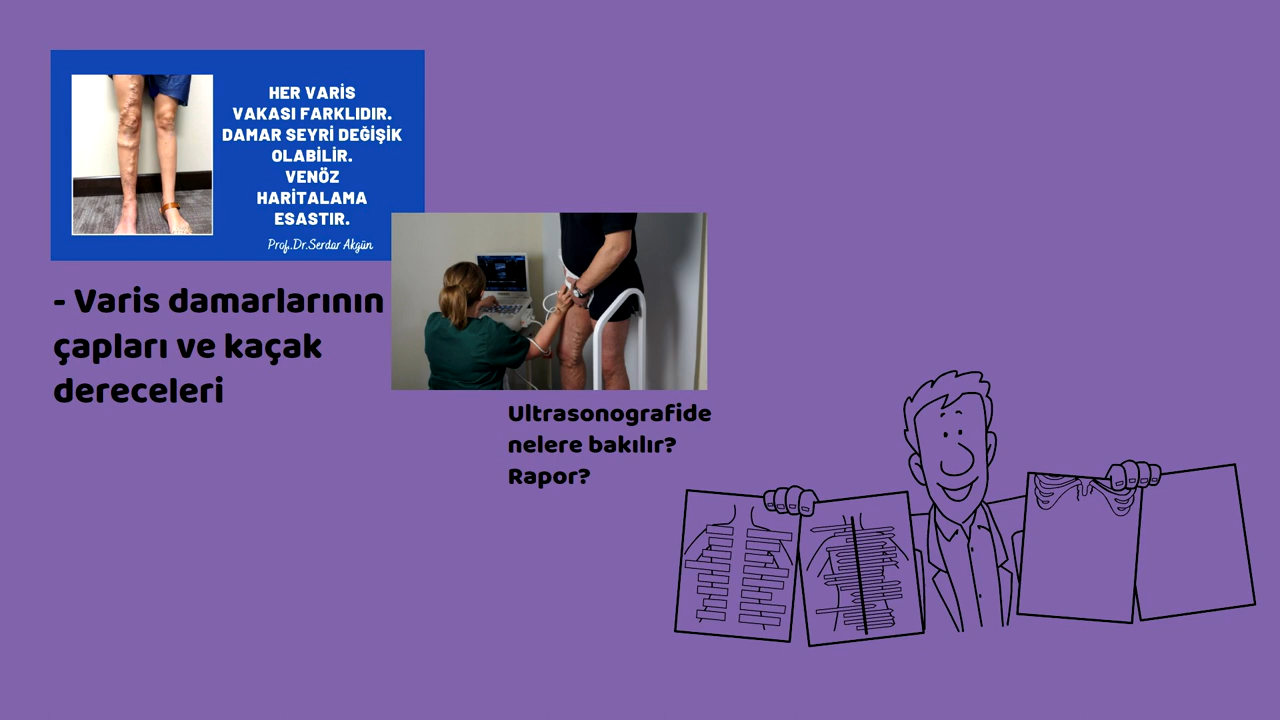 HER VARİS
VAKASI FARKLIDIR.
DAMAR SEYRİ DEĞİŞİK
OLABİLİR.
VENÖZ
HARİTALAMA
ESASTIR.
Prof.Dr.Serdar Akgün
- Varis damarlarının
çapları ve kaçak
dereceleri
Ultrasonografide
nelere bakılır?
Rapor?